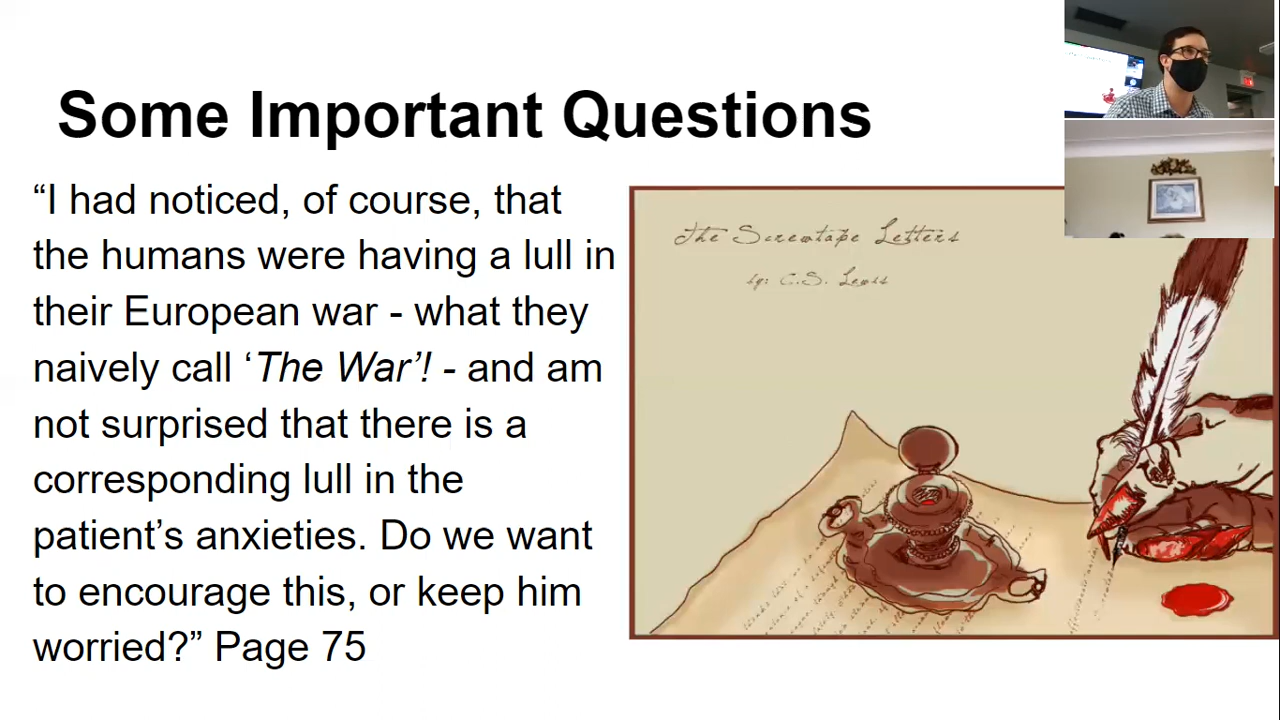 Some Important Questions
“I had noticed, of course, that
the humans were having a lull in
their European war - what they
naively call ‘The War’! - and am
not surprised that there is a
corresponding lull in the
patient’s anxieties. Do we want
to encourage this, or keep him
worried?” Page 75
The Screwtape Letters
by: C.S. Lewis